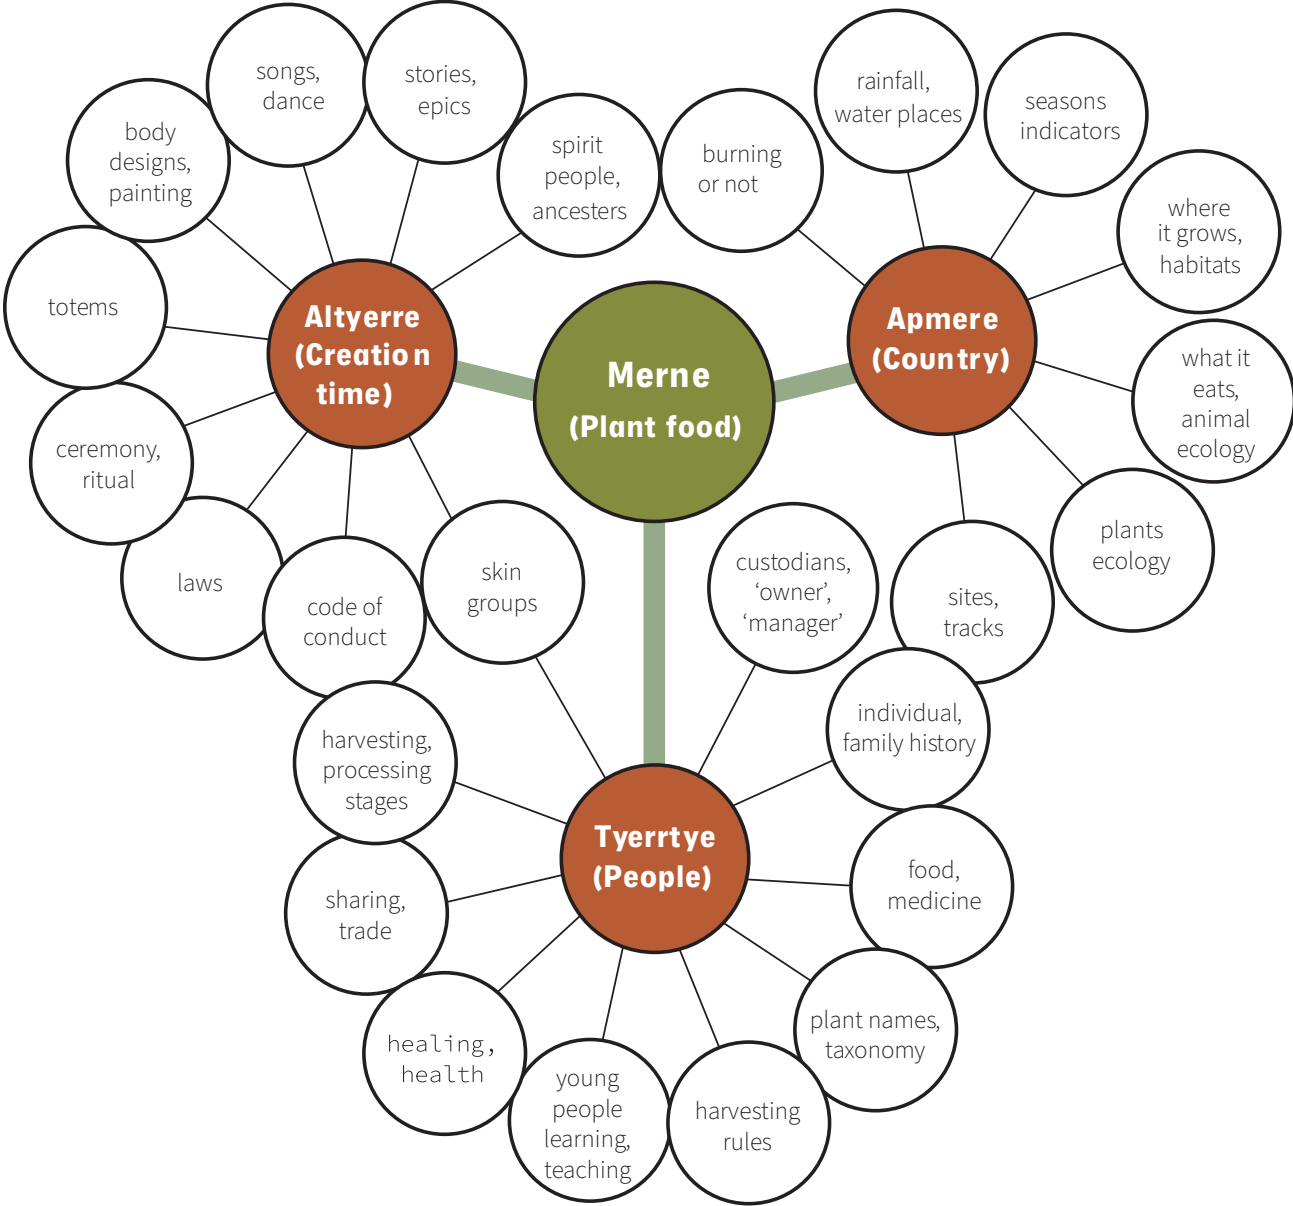 songs,
dance
stories,
epics
body
designs,
painting
spirit
people,
ancesters
totems
Altyerre
(Creation
time)
ceremony,
ritual
laws
code of
conduct
skin
groups
Merne
(Plant food)
burning
or not
rainfall,
water places
seasons
indicators
where
it grows,
habitats
Apmere
(Country)
what it
eats,
animal
ecology
plants
ecology
sites,
tracks
custodians,
‘owner’,
‘manager’
individual,
family history
harvesting,
processing
stages
Tyerrtye
(People)
food,
medicine
sharing,
trade
plant names,
taxonomy
healing,
health
young
people
learning,
teaching
harvesting
rules